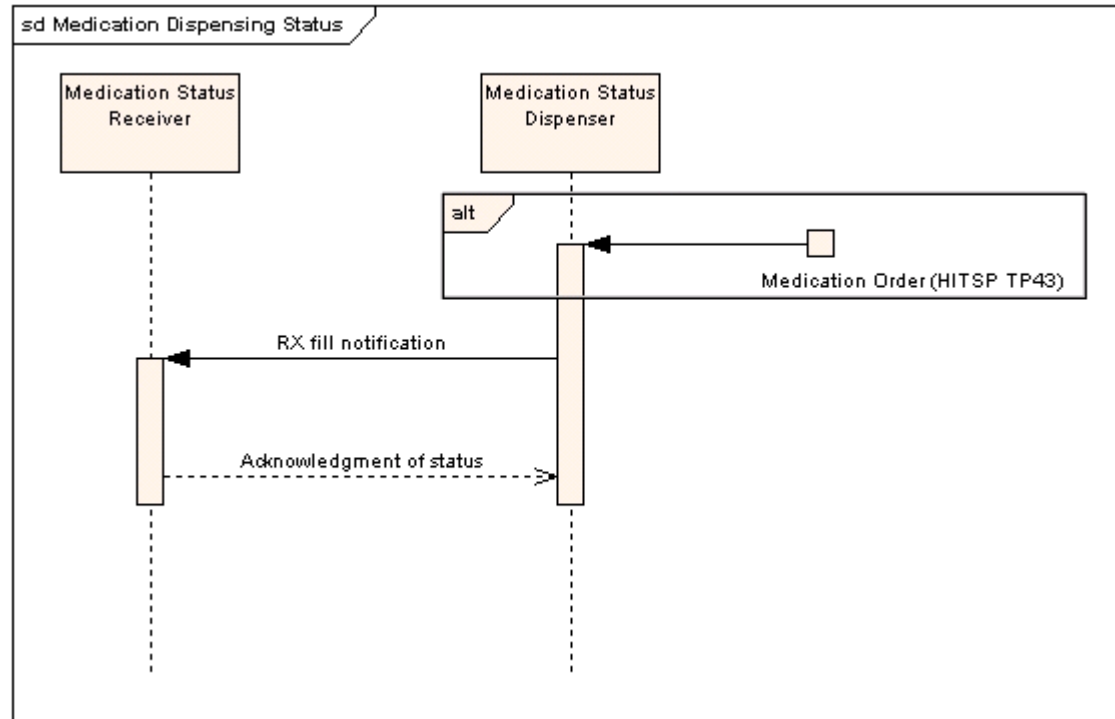 sd Medication Dispensing Status
Medication Status
Receiver
Medication Status
Dispenser
alt
Medication Order (HITSP TP43)
RX fill notification
Acknowledgment of status